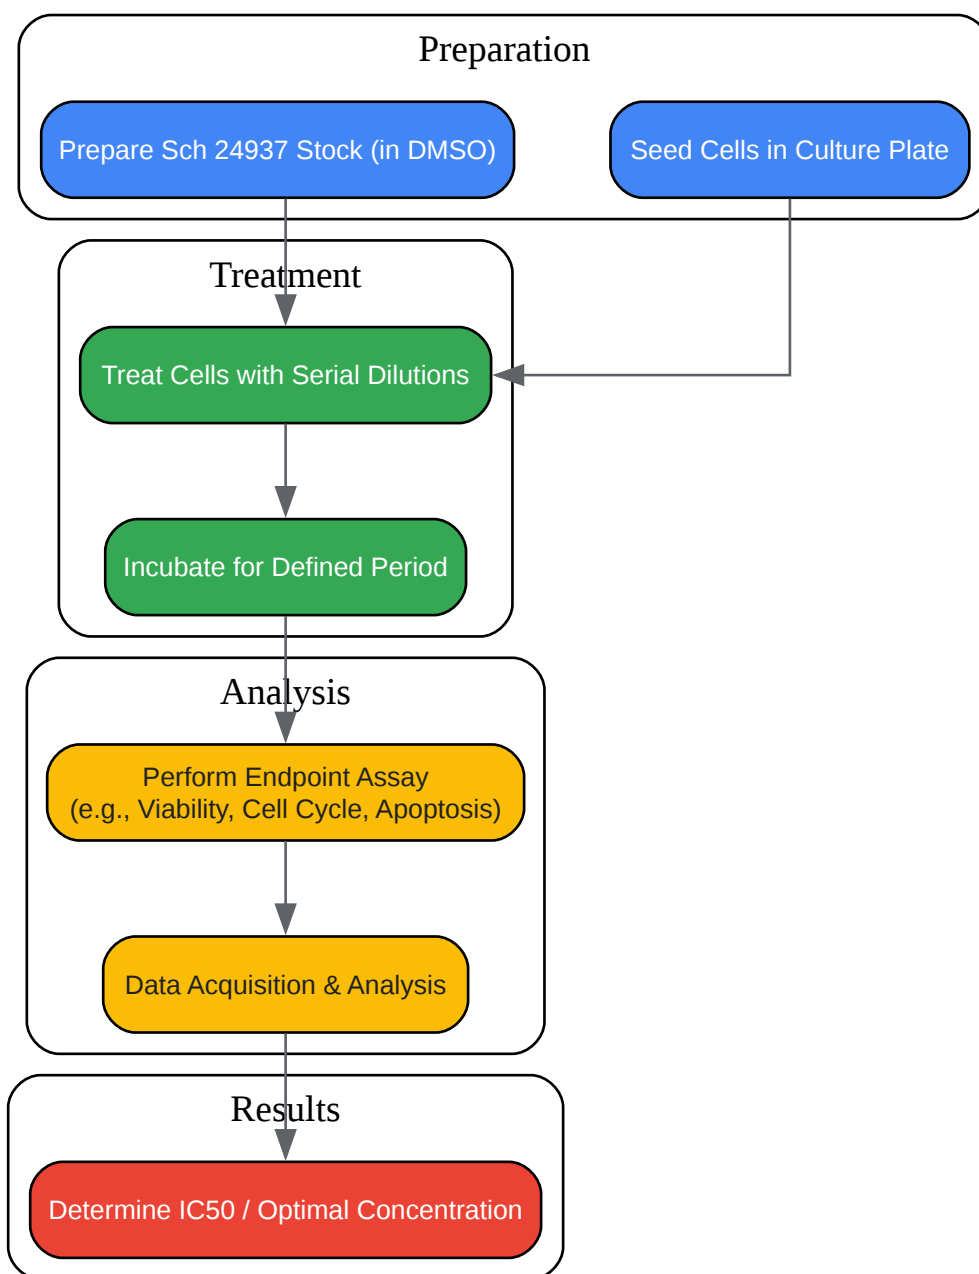 Preparation
Prepare Sch 24937 Stock (in DMSO)
Seed Cells in Culture Plate
Treatment
Treat Cells with Serial Dilutions
Incubate for Defined Period
Analysis
Perform Endpoint Assay
(e.g., Viability, Cell Cycle, Apoptosis)
Data Acquisition & Analysis
Results
Determine IC50 / Optimal Concentration